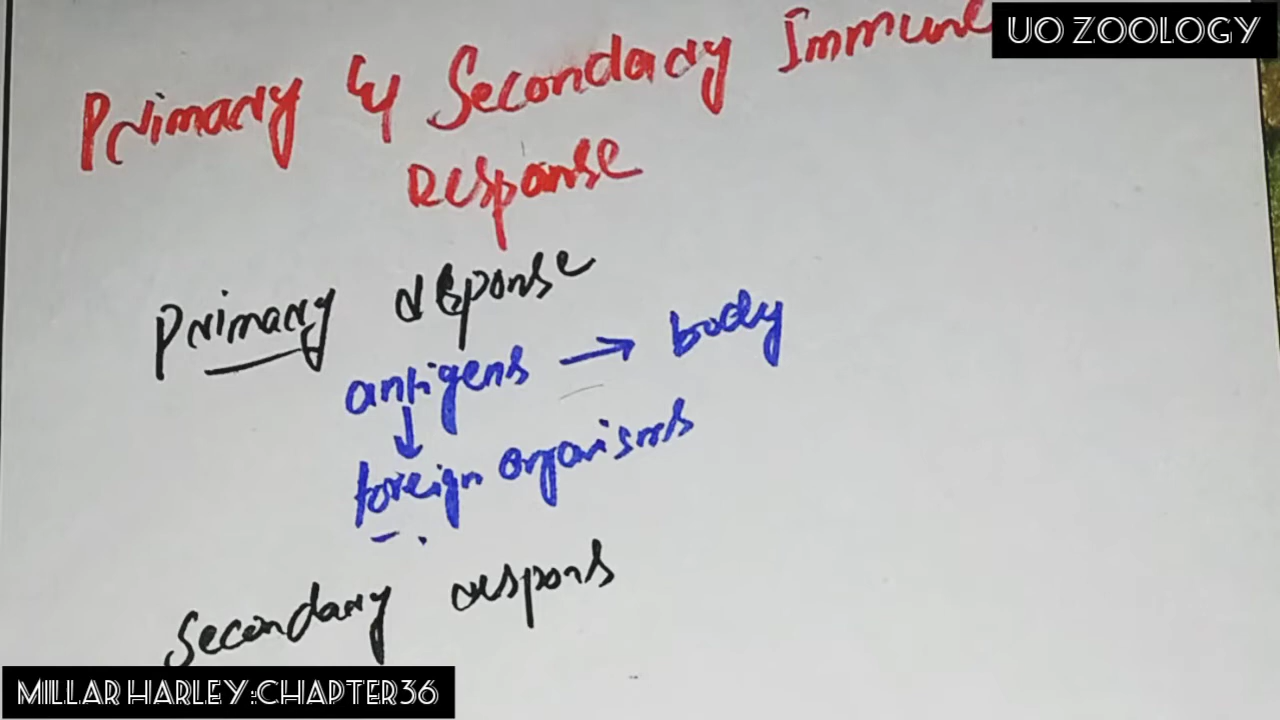 UO ZOOLOGY
Primary & Secondary Immune
Response
Primary response
antigens → body
↓
foreign organisms
Secondary respons
MILLAR HARLEY:CHAPTER36